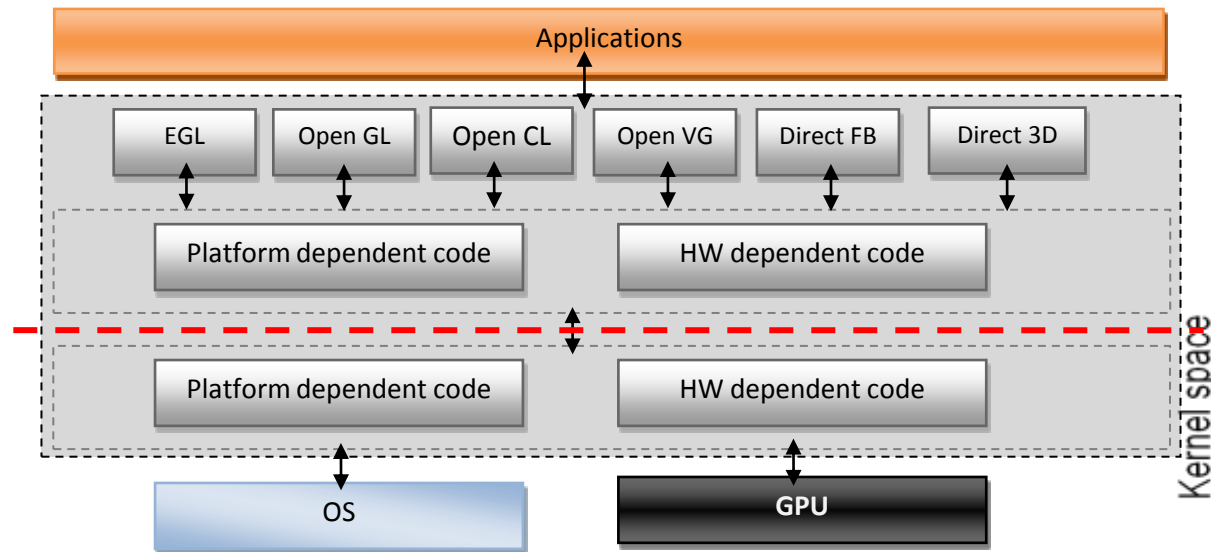 Applications
EGL
Open GL
Open CL
Open VG
Direct FB
Direct 3D
Platform dependent code
HW dependent code
Platform dependent code
HW dependent code
Kernel space
OS
GPU